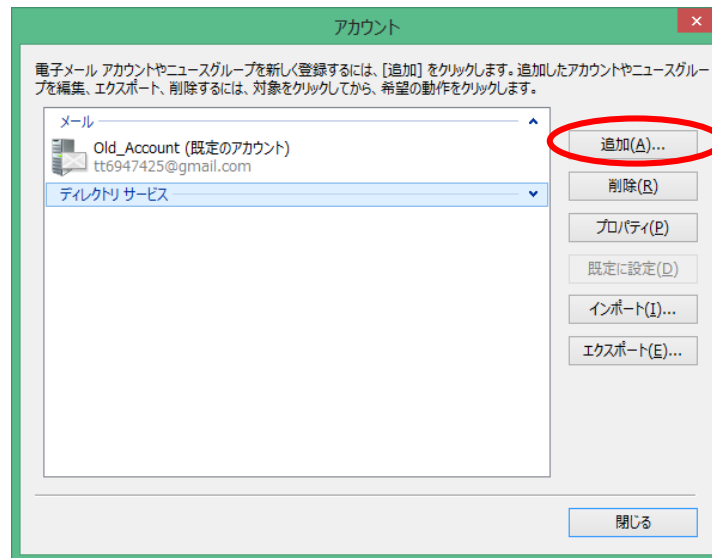 アカウント
電子メール アカウントやニュースグループを新しく登録するには、[追加] をクリックします。追加したアカウントやニュースグルー
プを編集、エクスポート、削除するには、対象をクリックしてから、希望の動作をクリックします。
メール
Old_Account (既定のアカウント)
tt6947425@gmail.com
ディレクトリ サービス
追加(A)...
削除(R)
プロパティ(P)
既定に設定(D)
インポート(I)...
エクスポート(E)...
閉じる